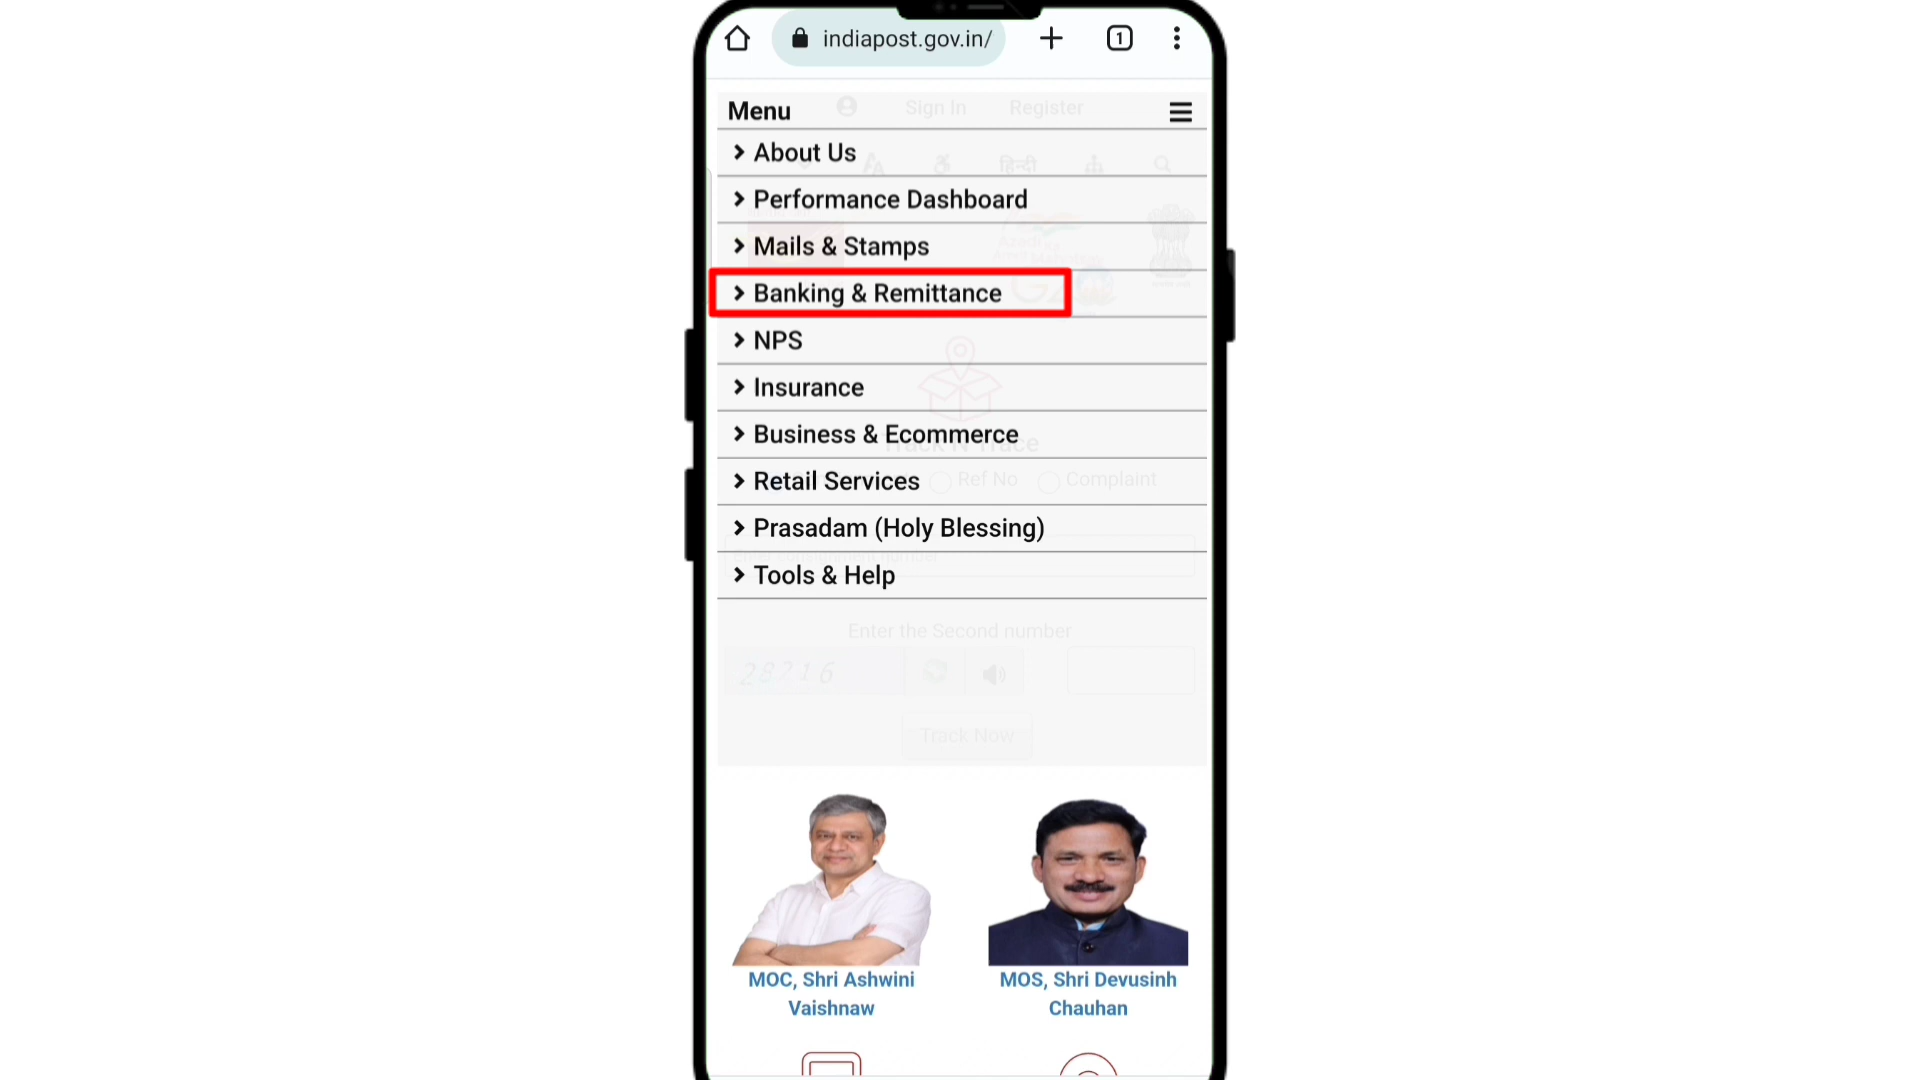 indiapost.gov.in/
1
Menu
Sign In
Register
About Us
हिन्दी
Performance Dashboard
Mails & Stamps
Banking & Remittance
NPS
Insurance
Business & Ecommerce
Retail Services
Ref No
Complaint
Prasadam (Holy Blessing)
Tools & Help
Enter the Second number
28716
Track Now
MOC, Shri Ashwini
Vaishnaw
MOS, Shri Devusinh
Chauhan